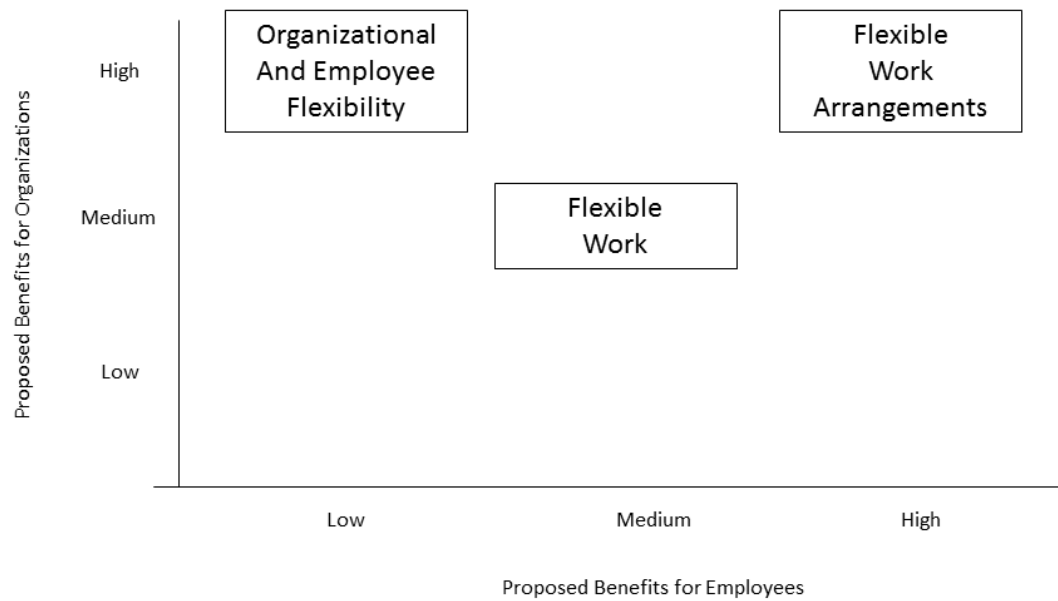 Organizational
And Employee
Flexibility
Flexible
Work
Arrangements
High
Flexible
Work
Medium
Low
Proposed Benefits for Organizations
Low
Medium
High
Proposed Benefits for Employees